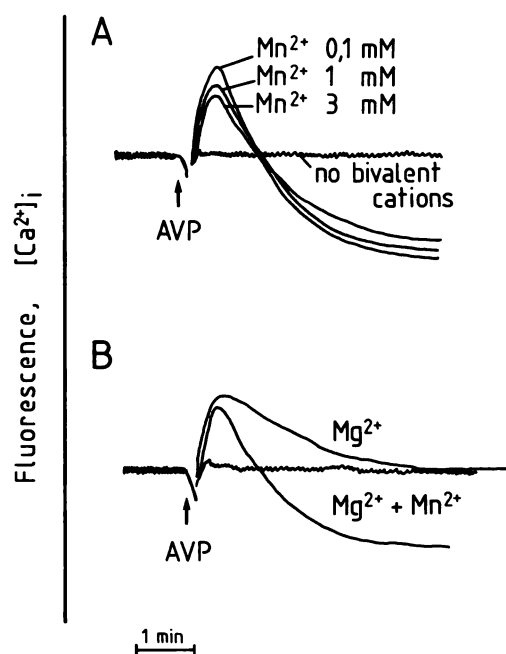 A
Mn²⁺ 0,1 mM
Mn²⁺ 1 mM
Mn²⁺ 3 mM
no bivalent
cations
AVP
Fluorescence, [Ca²⁺]i
B
Mg²⁺
Mg²⁺ + Mn²⁺
AVP
1 min